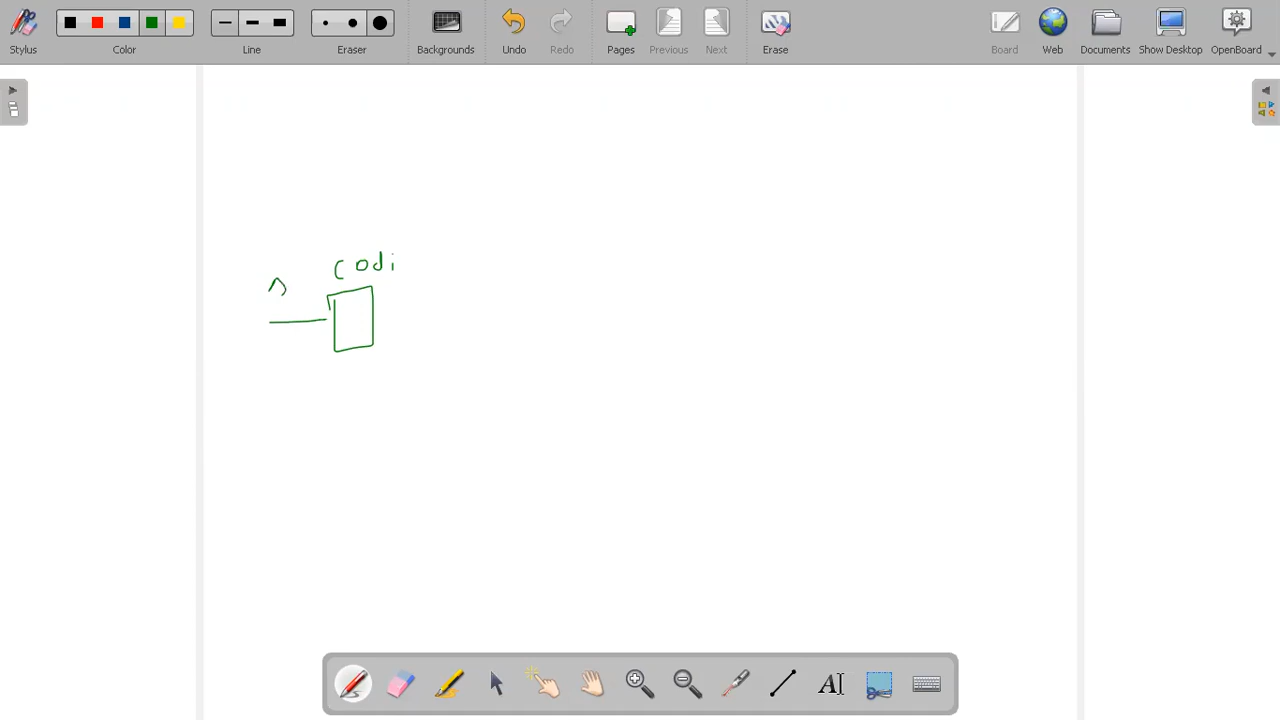 Stylus Color Line Eraser Backgrounds Undo Redo Pages Previous Next Erase Board Web Documents Show Desktop OpenBoard
codi
s